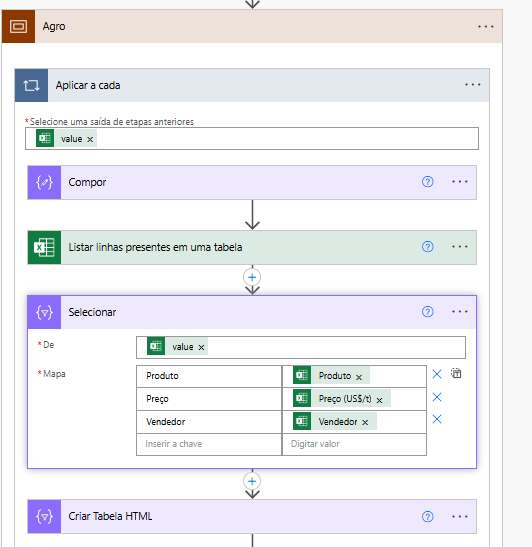 Agro
Aplicar a cada
* Selecione uma saída de etapas anteriores
value ×
Compor
Listar linhas presentes em uma tabela
Selecionar
* De
value ×
* Mapa
Produto
Produto ×
Preço
Preço (US$/t) ×
Vendedor
Vendedor ×
Inserir a chave
Digitar valor
Criar Tabela HTML